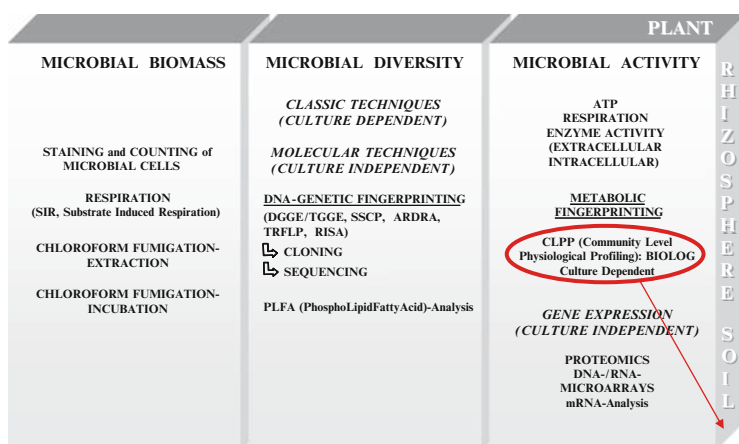 PLANT
MICROBIAL BIOMASS
STAINING and COUNTING of
MICROBIAL CELLS
RESPIRATION
(SIR, Substrate Induced Respiration)
CHLOROFORM FUMIGATION-
EXTRACTION
CHLOROFORM FUMIGATION-
INCUBATION
MICROBIAL DIVERSITY
CLASSIC TECHNIQUES
(CULTURE DEPENDENT)
MOLECULAR TECHNIQUES
(CULTURE INDEPENDENT)
DNA-GENETIC FINGERPRINTING
(DGGE/TGGE, SSCP, ARDRA,
TRFLP, RISA)
CLONING
SEQUENCING
PLFA (PhosphoLipidFattyAcid)-Analysis
MICROBIAL ACTIVITY
ATP
RESPIRATION
ENZYME ACTIVITY
(EXTRACELLULAR
INTRACELLULAR)
METABOLIC
FINGERPRINTING
CLPP (Community Level
Physiological Profiling): BIOLOG
Culture Dependent
GENE EXPRESSION
(CULTURE INDEPENDENT)
PROTEOMICS
DNA-/RNA-
MICROARRAYS
mRNA-Analysis
RHIZOSPHERE SOIL